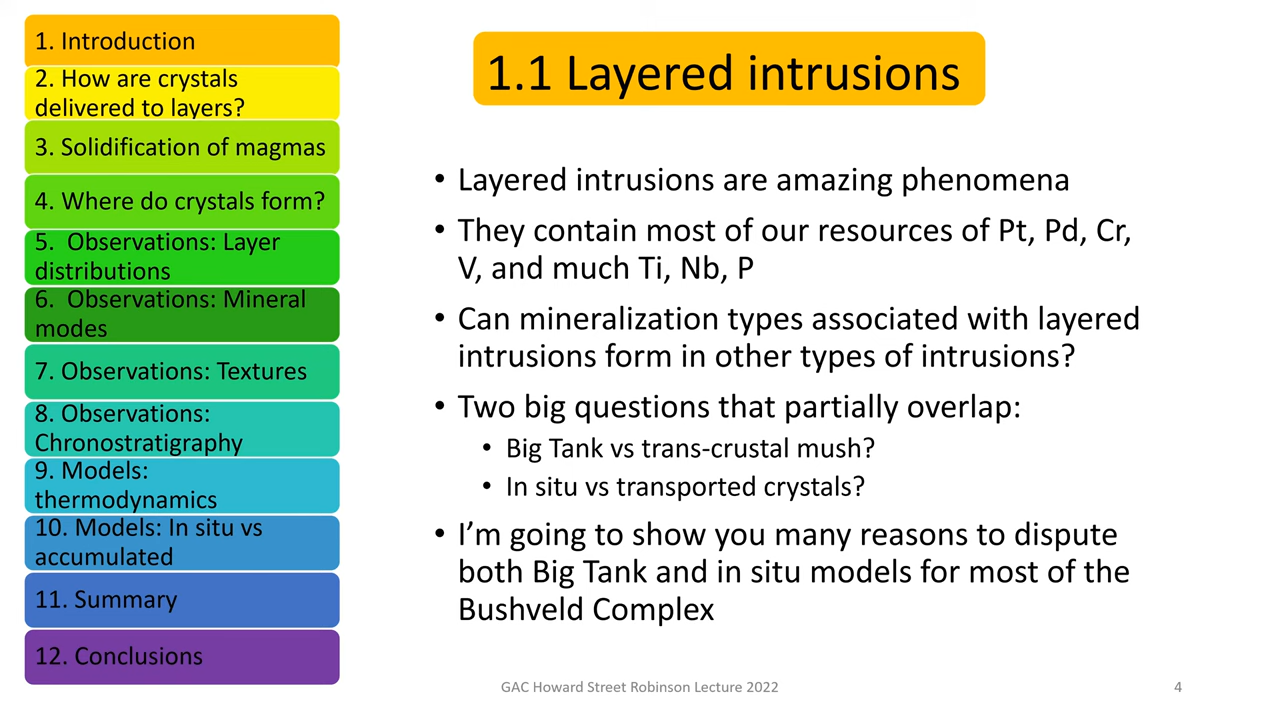 1. Introduction
2. How are crystals
delivered to layers?
3. Solidification of magmas
4. Where do crystals form?
5.  Observations: Layer
distributions
6.  Observations: Mineral
modes
7. Observations: Textures
8. Observations:
Chronostratigraphy
9. Models:
thermodynamics
10. Models: In situ vs
accumulated
11. Summary
12. Conclusions
1.1 Layered intrusions
• Layered intrusions are amazing phenomena
• They contain most of our resources of Pt, Pd, Cr,
V, and much Ti, Nb, P
• Can mineralization types associated with layered
intrusions form in other types of intrusions?
• Two big questions that partially overlap:
• Big Tank vs trans-crustal mush?
• In situ vs transported crystals?
• I’m going to show you many reasons to dispute
both Big Tank and in situ models for most of the
Bushveld Complex
GAC Howard Street Robinson Lecture 2022
4